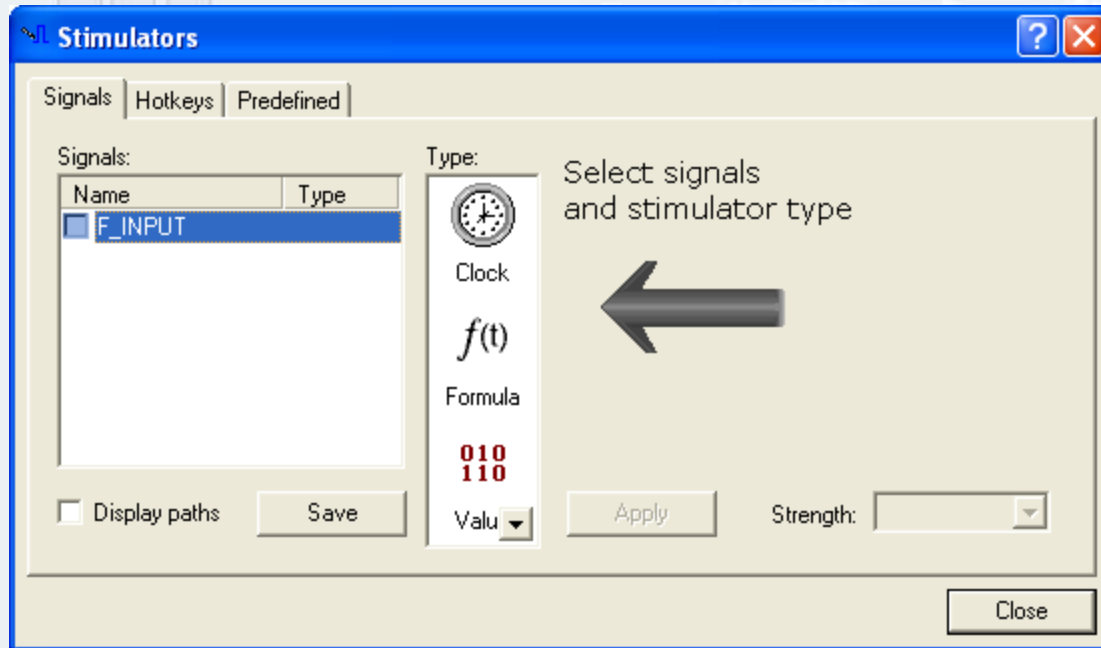 Stimulators
Signals
Hotkeys
Predefined
Signals:
Name
Type
F_INPUT
Type:
Clock
f(t)
Formula
010
110
Valu
Select signals
and stimulator type
Display paths
Save
Apply
Strength:
Close